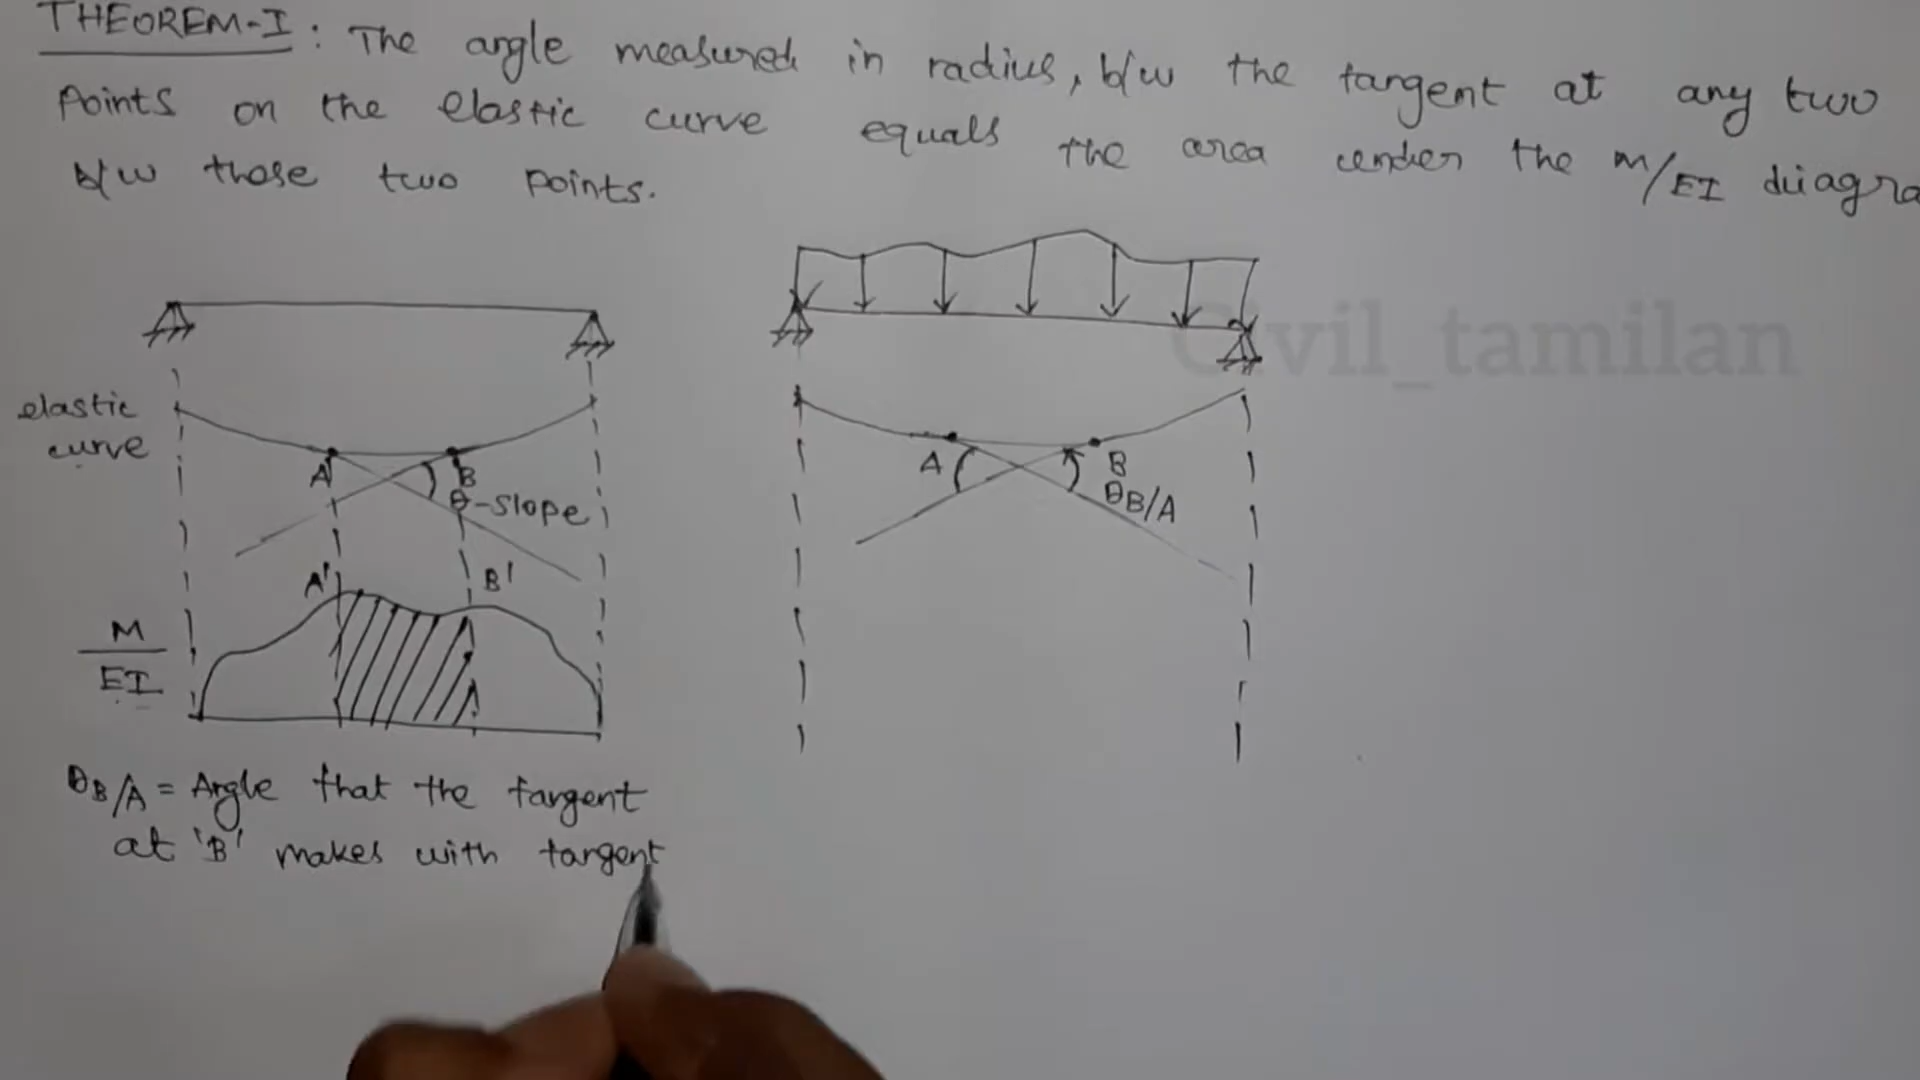 THEOREM-I : The angle measured in radius, b/w the tangent at any two
Points on the elastic curve equals the area under the m/EI diagra
b/w those two points.
elastic
curve
A
B
θ-slope
A'
B'
M
EI
A
B
θB/A
Civil_tamilan
θB/A = Angle that the tangent
at 'B' makes with tangent